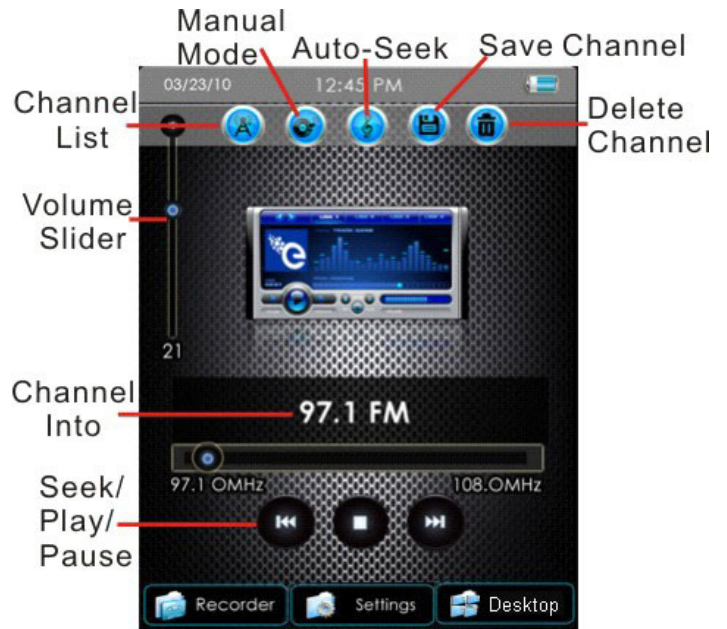 Manual
Mode
Auto-Seek
Save Channel
03/23/10
12:45 PM
Channel
List
Delete
Channel
Volume
Slider
21
Channel
Into
97.1 FM
97.1 OMHz
108.OMHz
Seek/
Play/
Pause
Recorder
Settings
Desktop